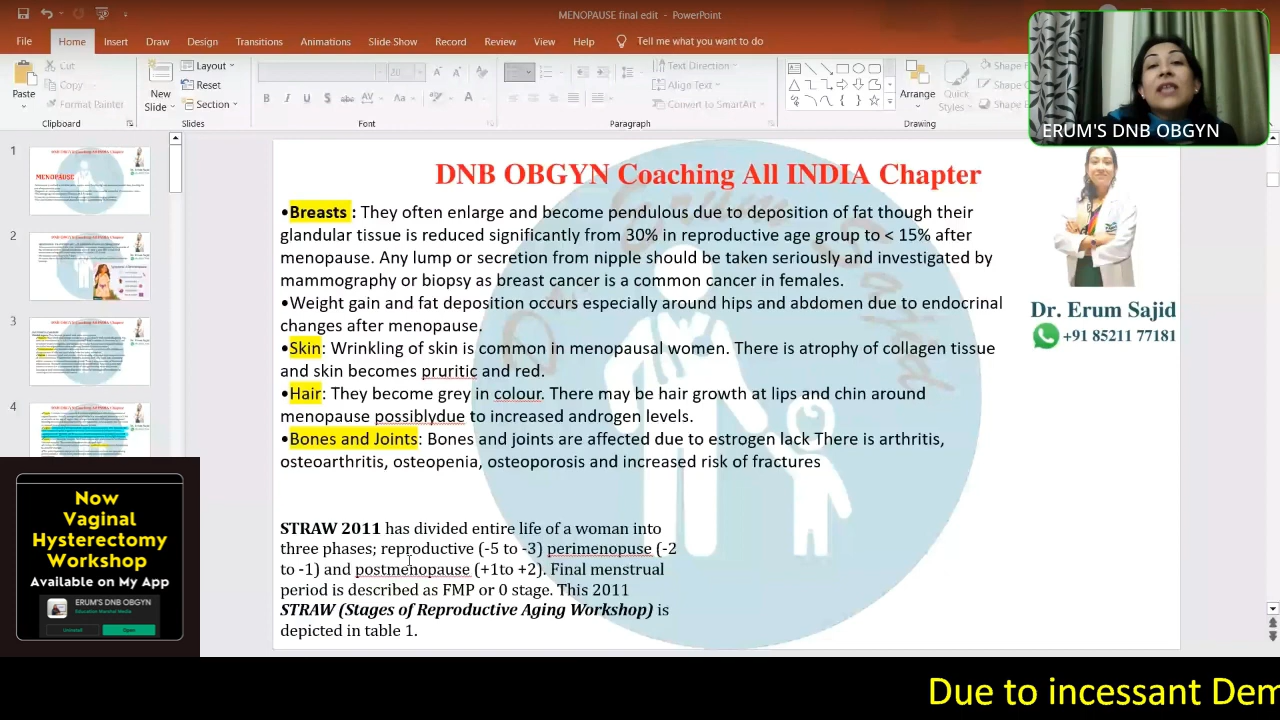 MENOPAUSE final edit - PowerPoint
File Home Insert Draw Design Transitions Animations Slide Show Record Review View Help Tell me what you want to do
Paste
Cut
Copy
Format Painter
Clipboard
New
Slide
Layout
Reset
Section
Slides
20
Font
Text Direction
Align Text
Convert to SmartArt
Paragraph
Arrange
Quick
Styles
Shape
Drawing
ERUM'S DNB OBGYN
1
MENOPAUSE
DNB OBGYN Coaching All INDIA Chapter
•Breasts : They often enlarge and become pendulous due to deposition of fat though their
glandular tissue is reduced significantly from 30% in reproductive age group to < 15% after
menopause. Any lump or secretion from nipple should be taken seriously and investigated by
mammography or biopsy as breast cancer is a common cancer in females.
•Weight gain and fat deposition occurs especially around hips and abdomen due to endocrinal
changes after menopause.
•Skin: Wrinkling of skin is common in menopausal women. There is atrophy of collagen tissue
and skin becomes pruritic and red.
•Hair: They become grey in colour. There may be hair growth at lips and chin around
menopause possiblydue to increased androgen levels
•Bones and Joints: Bones and joints are affected due to estrogen lack There is arthritis,
osteoarthritis, osteopenia, osteoporosis and increased risk of fractures
STRAW 2011 has divided entire life of a woman into
three phases; reproductive (-5 to -3) perimenopause (-2
to -1) and postmenopause (+1to +2). Final menstrual
period is described as FMP or 0 stage. This 2011
STRAW (Stages of Reproductive Aging Workshop) is
depicted in table 1.
Dr. Erum Sajid
+91 85211 77181
Now
Vaginal
Hysterectomy
Workshop
Available on My App
ERUM'S DNB OBGYN
Education Marshal Media
Uninstall Open
Due to incessant Dem